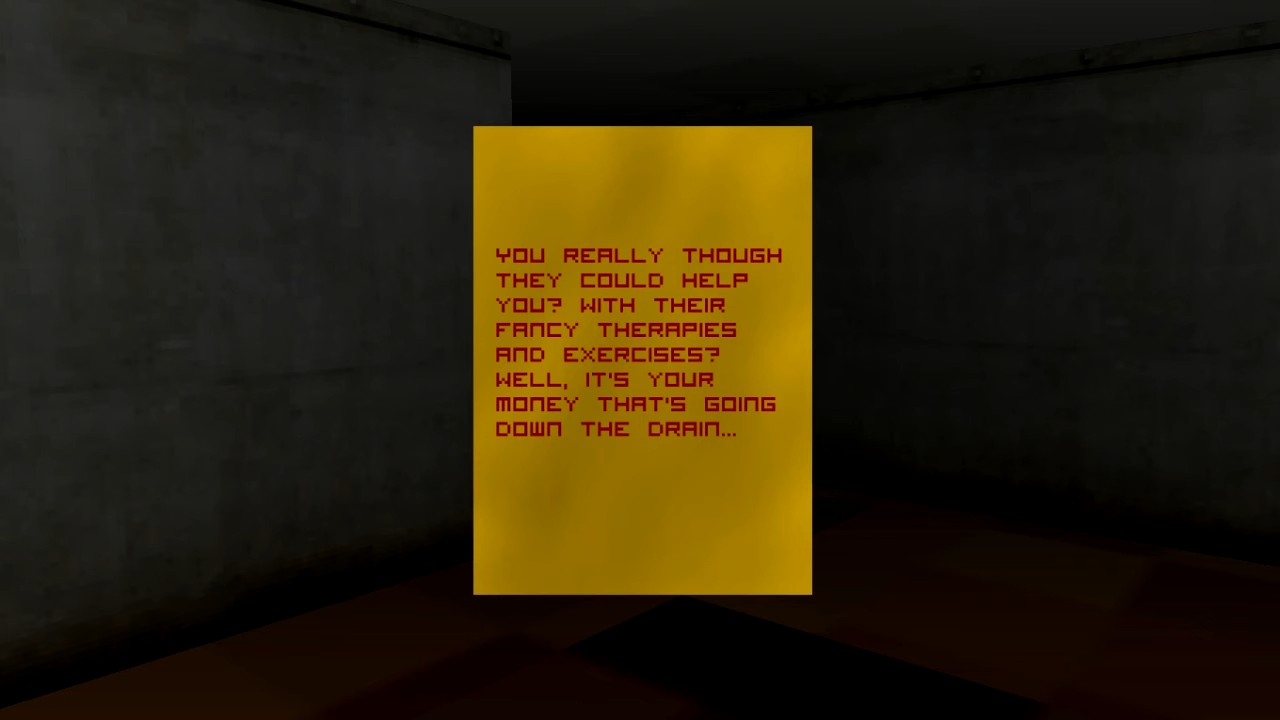 YOU REALLY THOUGH
THEY COULD HELP
YOU? WITH THEIR
FANCY THERAPIES
AND EXERCISES?
WELL, IT'S YOUR
MONEY THAT'S GOING
DOWN THE DRAIN...